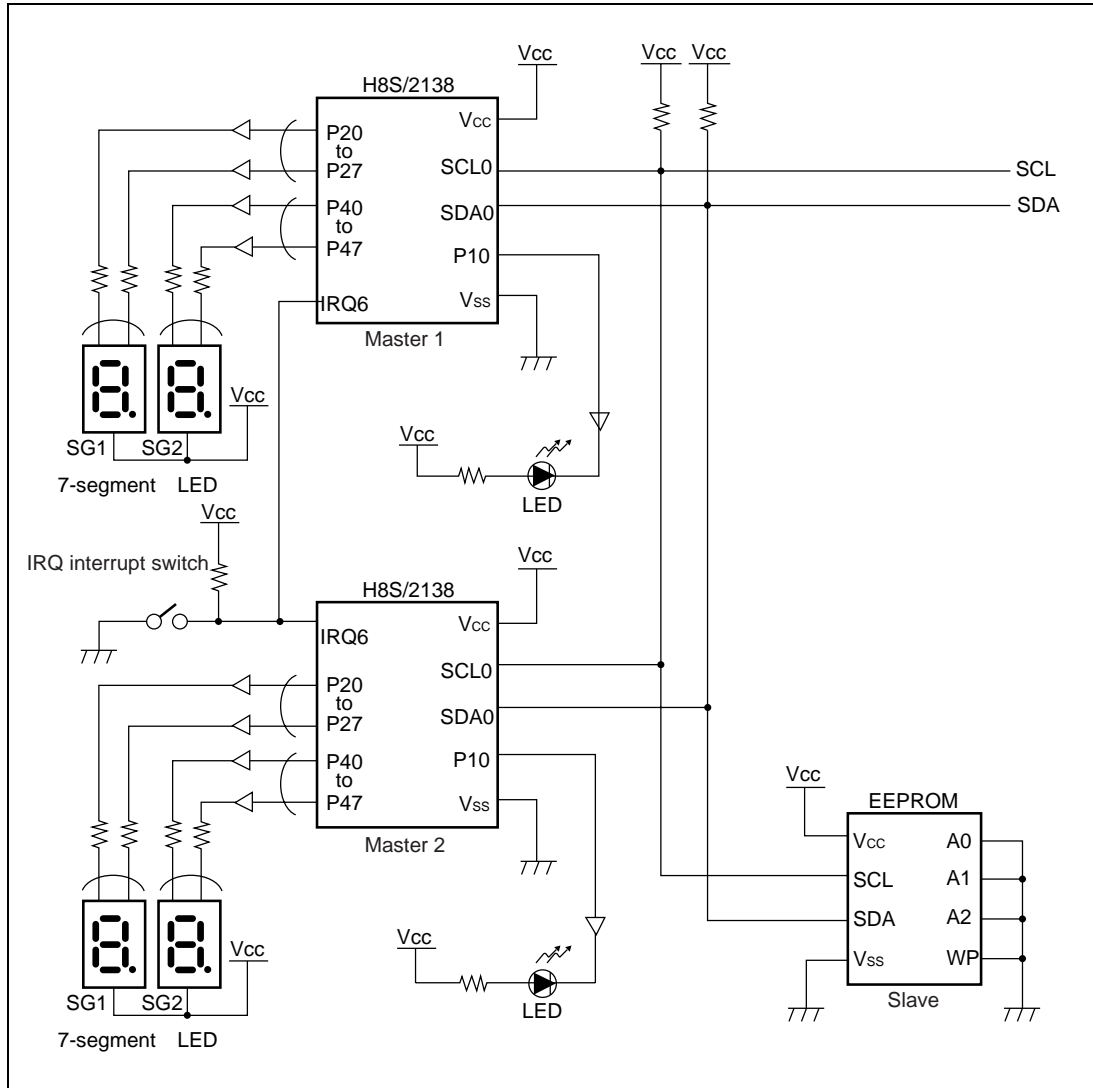 Vcc
Vcc
Vcc
H8S/2138
P20
to
P27
P40
to
P47
IRQ6
Vcc
SCL0
SDA0
P10
Vss
SCL
SDA
Master 1
Vcc
SG1
SG2
7-segment LED
Vcc
LED
Vcc
IRQ interrupt switch
Vcc
H8S/2138
IRQ6
P20
to
P27
P40
to
P47
Vcc
SCL0
SDA0
P10
Vss
Master 2
Vcc
SG1
SG2
7-segment LED
Vcc
LED
Vcc
EEPROM
Vcc
SCL
SDA
Vss
A0
A1
A2
WP
Slave